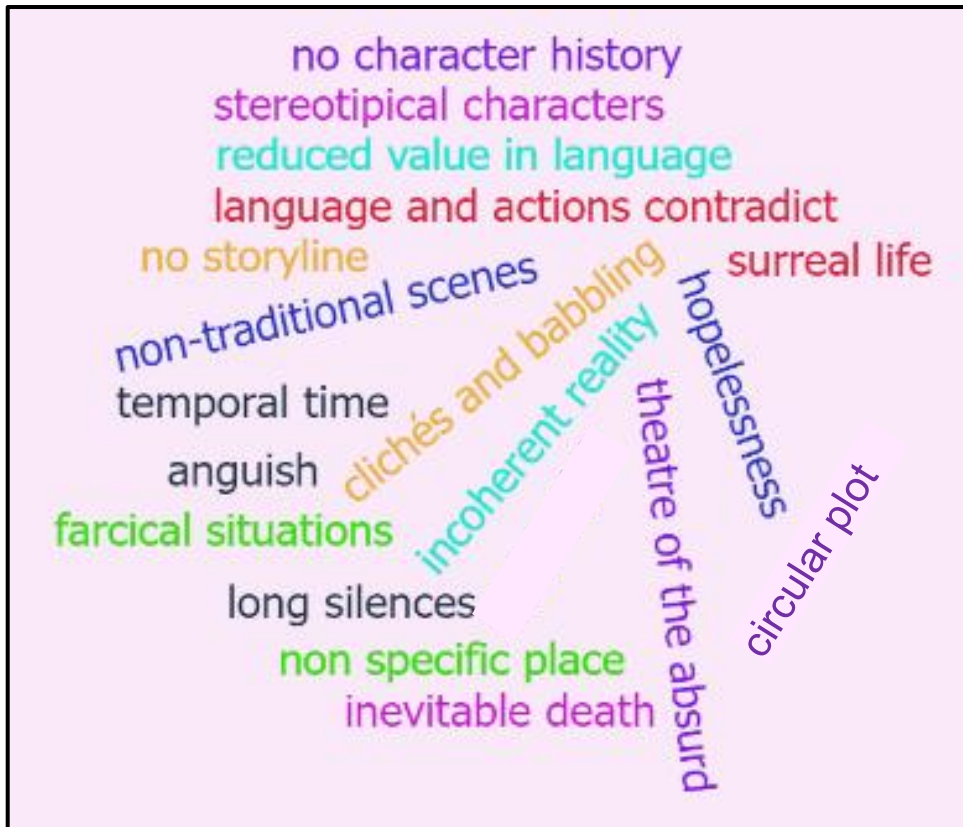 no character history
stereotipical characters
reduced value in language
language and actions contradict
no storyline
surreal life
non-traditional scenes
clichés and babbling
hopelessness
temporal time
incoherent reality
theatre of the absurd
anguish
circular plot
farcical situations
long silences
non specific place
inevitable death